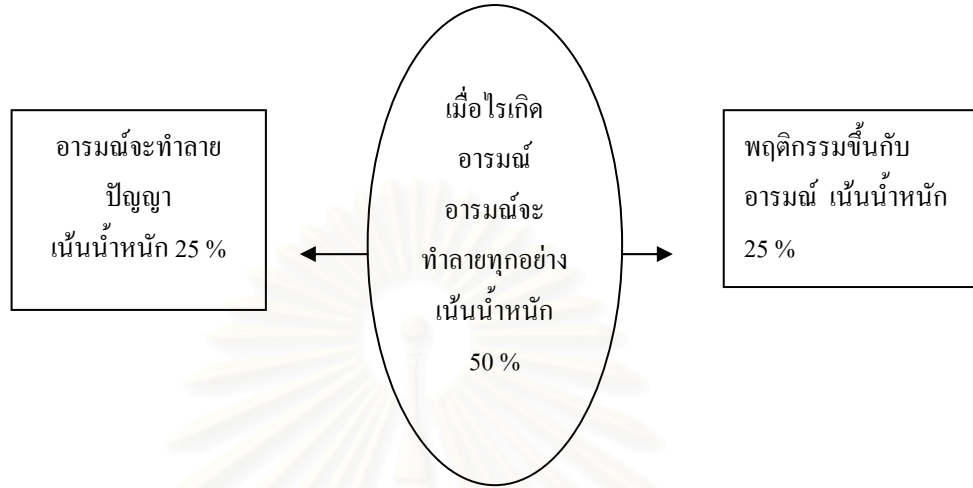 อารมณ์จะทำลาย
ปัญญา
เน้นน้ำหนัก 25 %
เมื่อไรเกิด
อารมณ์
อารมณ์จะ
ทำลายทุกอย่าง
เน้นน้ำหนัก
50 %
พฤติกรรมขึ้นกับ
อารมณ์ เน้นน้ำหนัก
25 %